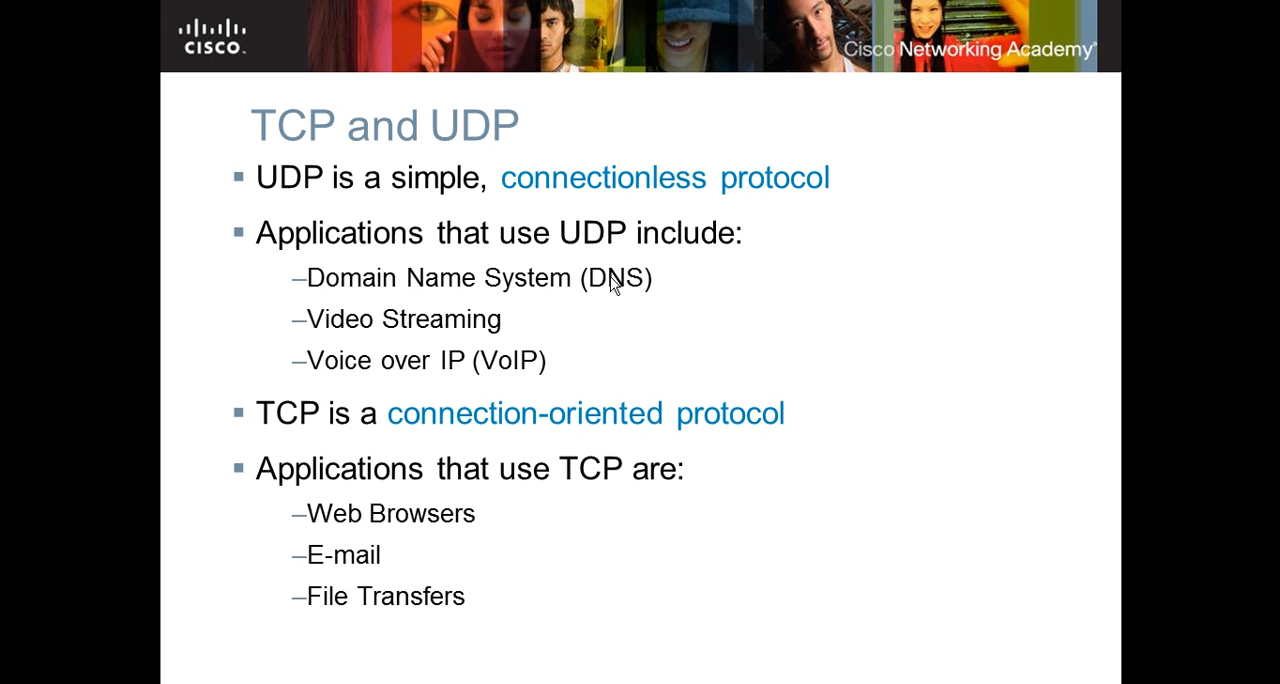 CISCO.
Cisco Networking Academy®
TCP and UDP
▪ UDP is a simple, connectionless protocol
▪ Applications that use UDP include:
–Domain Name System (DNS)
–Video Streaming
–Voice over IP (VoIP)
▪ TCP is a connection-oriented protocol
▪ Applications that use TCP are:
–Web Browsers
–E-mail
–File Transfers